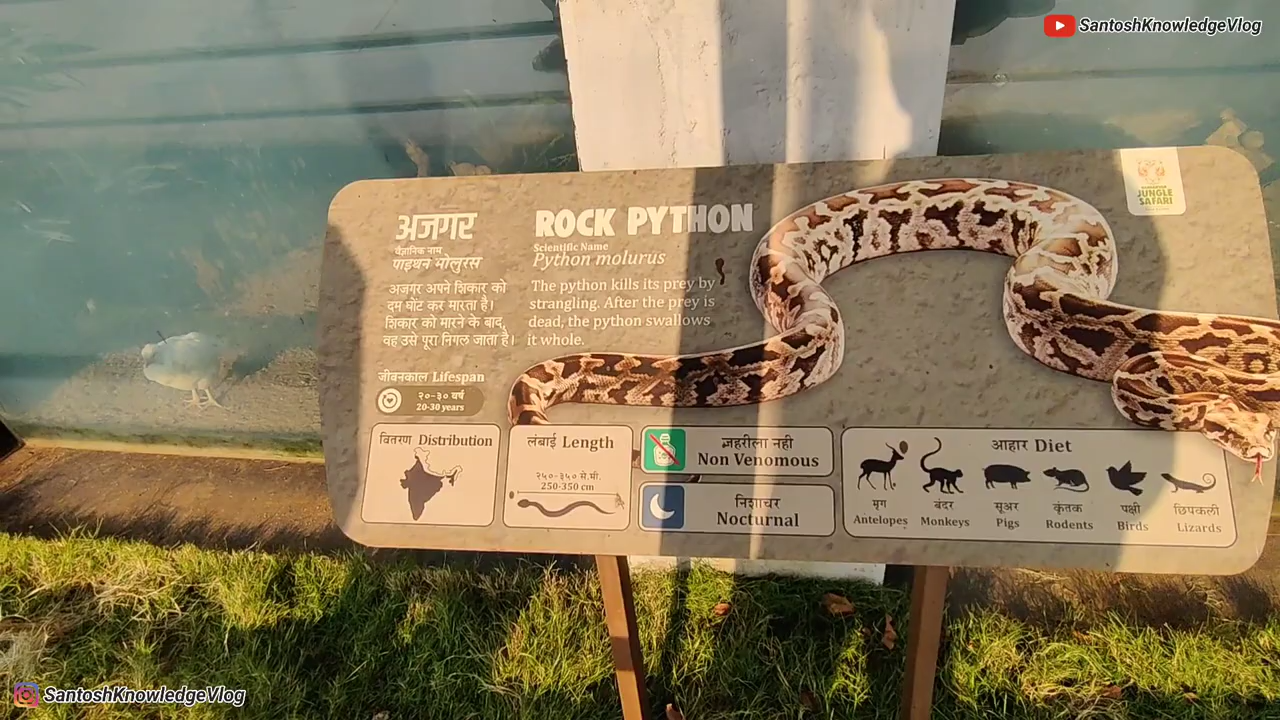 SantoshKnowledgeVlog
JUNGLE
SAFARI
अजगर
वैज्ञानिक नाम
पाइथन मोलुरस
अजगर अपने शिकार को
दम घोंट कर मारता है।
शिकार को मारने के बाद,
वह उसे पूरा निगल जाता है।
ROCK PYTHON
Scientific Name
Python molurus
The python kills its prey by
strangling. After the prey is
dead, the python swallows
it whole.
जीवनकाल Lifespan
२०-३० वर्ष
20-30 years
वितरण Distribution
लंबाई Length
२५०-३५० से.मी.
250-350 cm
ज़हरीला नही
Non Venomous
निशाचर
Nocturnal
आहार Diet
मृग बंदर सूअर कृंतक पक्षी छिपकली
Antelopes Monkeys Pigs Rodents Birds Lizards
SantoshKnowledgeVlog